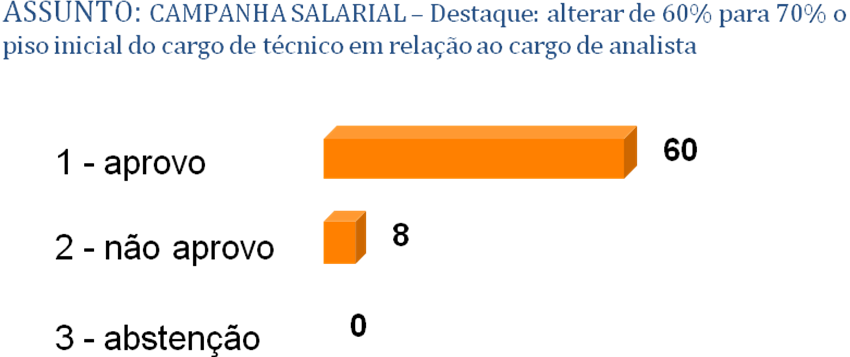 ASSUNTO: CAMPANHA SALARIAL – Destaque: alterar de 60% para 70% o
piso inicial do cargo de técnico em relação ao cargo de analista
1 - aprovo 60
2 - não aprovo 8
3 - abstenção 0